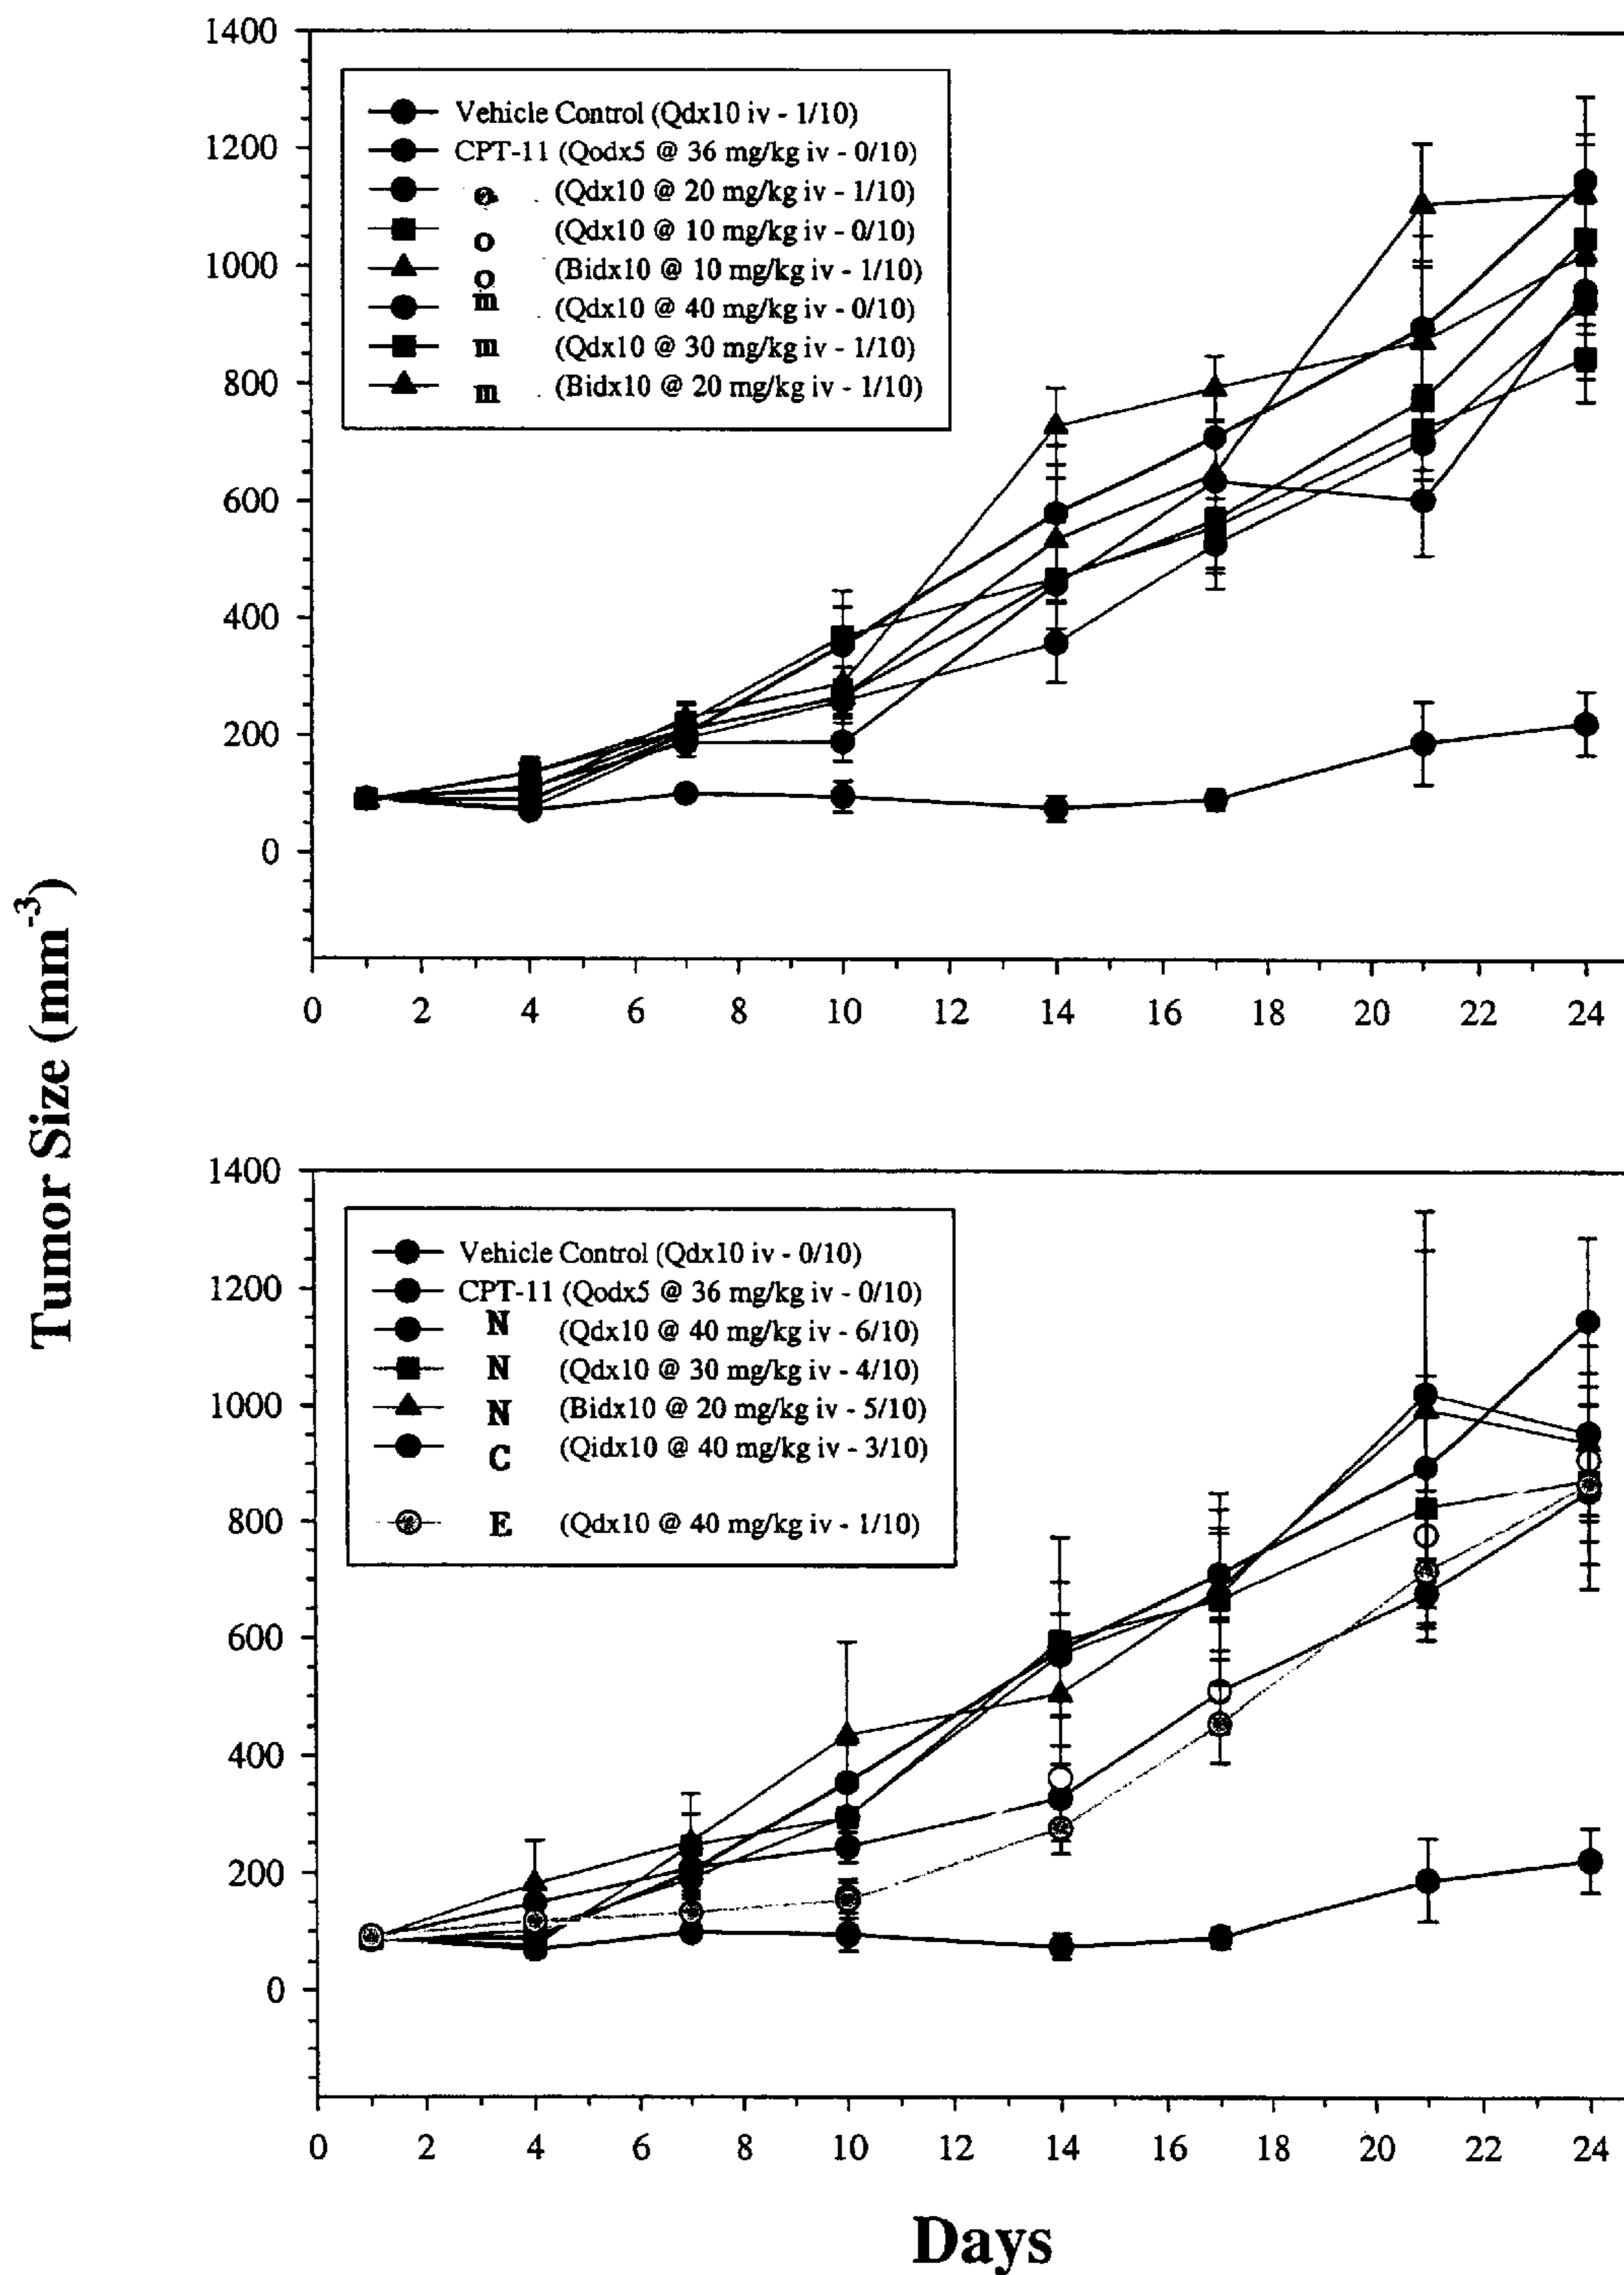 Tumor Size (mm-3)
1400
1200
1000
800
600
400
200
0
Vehicle Control (Qdx10 iv - 1/10)
CPT-11 (Qodx5 @ 36 mg/kg iv - 0/10)
(Qdx10 @ 20 mg/kg iv - 1/10)
o (Qdx10 @ 10 mg/kg iv - 0/10)
o (Bidx10 @ 10 mg/kg iv - 1/10)
m (Qdx10 @ 40 mg/kg iv - 0/10)
m (Qdx10 @ 30 mg/kg iv - 1/10)
m (Bidx10 @ 20 mg/kg iv - 1/10)
0 2 4 6 8 10 12 14 16 18 20 22 24
1400
1200
1000
800
600
400
200
0
Vehicle Control (Qdx10 iv - 0/10)
CPT-11 (Qodx5 @ 36 mg/kg iv - 0/10)
N (Qdx10 @ 40 mg/kg iv - 6/10)
N (Qdx10 @ 30 mg/kg iv - 4/10)
N (Bidx10 @ 20 mg/kg iv - 5/10)
C (Qidx10 @ 40 mg/kg iv - 3/10)
E (Qdx10 @ 40 mg/kg iv - 1/10)
0 2 4 6 8 10 12 14 16 18 20 22 24
Days